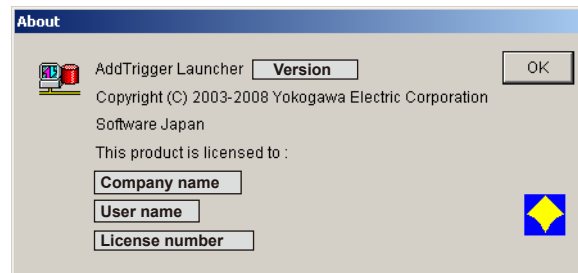 About
AddTrigger Launcher Version
OK
Copyright (C) 2003-2008 Yokogawa Electric Corporation
Software Japan
This product is licensed to :
Company name
User name
License number